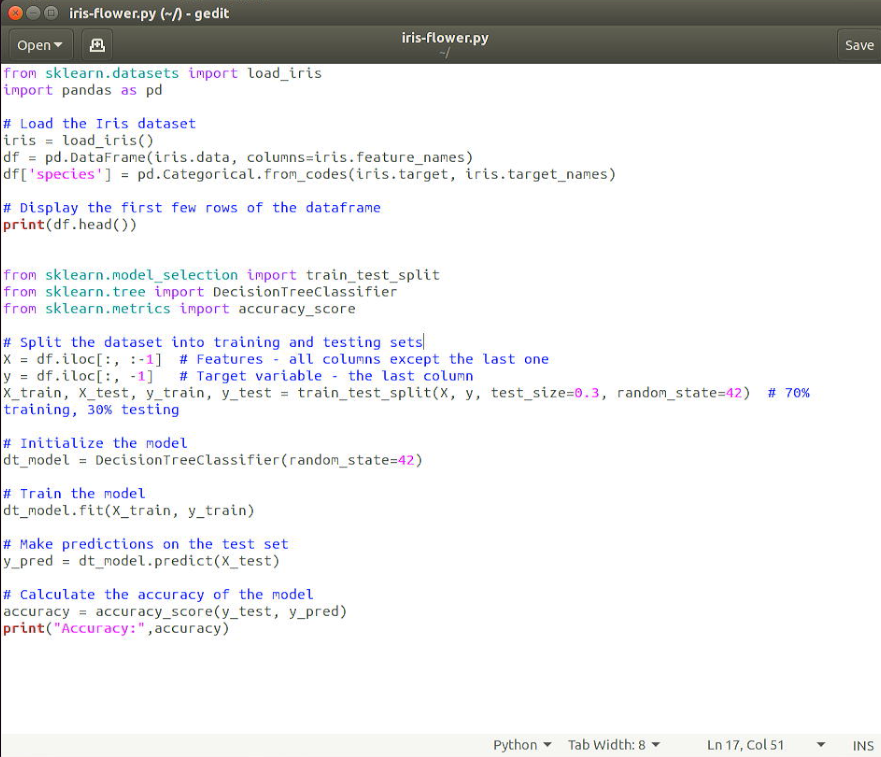 iris-flower.py (~/) - gedit
Open
iris-flower.py
~/
Save
from sklearn.datasets import load_iris
import pandas as pd
# Load the Iris dataset
iris = load_iris()
df = pd.DataFrame(iris.data, columns=iris.feature_names)
df['species'] = pd.Categorical.from_codes(iris.target, iris.target_names)
# Display the first few rows of the dataframe
print(df.head())
from sklearn.model_selection import train_test_split
from sklearn.tree import DecisionTreeClassifier
from sklearn.metrics import accuracy_score
# Split the dataset into training and testing sets
X = df.iloc[:, :-1]  # Features - all columns except the last one
y = df.iloc[:, -1]   # Target variable - the last column
X_train, X_test, y_train, y_test = train_test_split(X, y, test_size=0.3, random_state=42)  # 70%
training, 30% testing
# Initialize the model
dt_model = DecisionTreeClassifier(random_state=42)
# Train the model
dt_model.fit(X_train, y_train)
# Make predictions on the test set
y_pred = dt_model.predict(X_test)
# Calculate the accuracy of the model
accuracy = accuracy_score(y_test, y_pred)
print("Accuracy:",accuracy)
Python Tab Width: 8 Ln 17, Col 51 INS